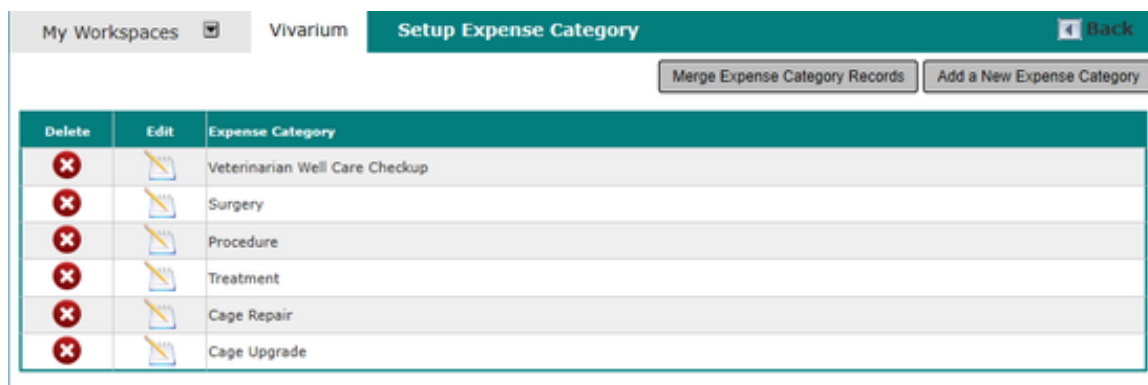 My Workspaces Vivarium Setup Expense Category Back
Merge Expense Category Records Add a New Expense Category
Delete Edit Expense Category
Veterinarian Well Care Checkup
Surgery
Procedure
Treatment
Cage Repair
Cage Upgrade